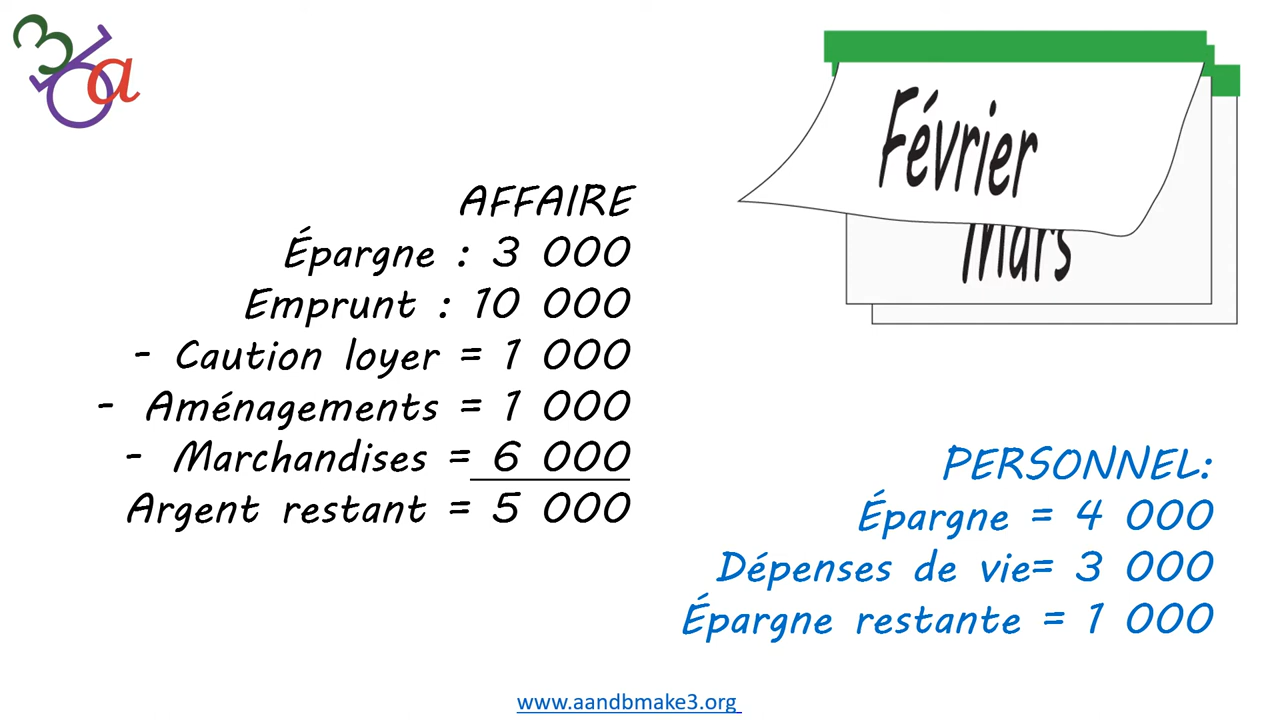 AFFAIRE
Épargne : 3 000
Emprunt : 10 000
- Caution loyer = 1 000
- Aménagements = 1 000
- Marchandises = 6 000
Argent restant = 5 000
Février
Mars
PERSONNEL:
Épargne = 4 000
Dépenses de vie= 3 000
Épargne restante = 1 000
www.aandbmake3.org